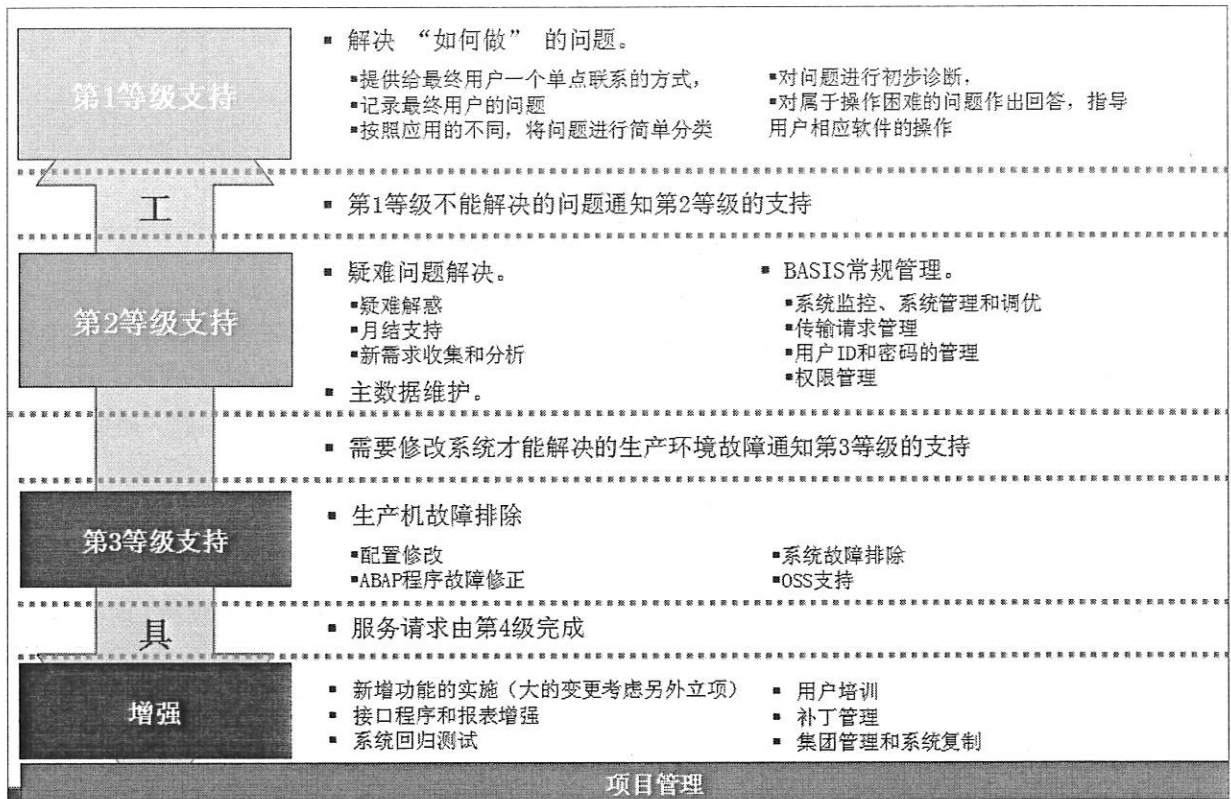 第1等级支持
▪ 解决 “如何做” 的问题。
▪提供给最终用户一个单点联系的方式，
▪记录最终用户的问题
▪按照应用的不同，将问题进行简单分类
▪对问题进行初步诊断，
▪对属于操作困难的问题作出回答，指导
用户相应软件的操作
工
▪ 第1等级不能解决的问题通知第2等级的支持
第2等级支持
▪ 疑难问题解决。
▪疑难解惑
▪月结支持
▪新需求收集和分析
▪ 主数据维护。
▪ BASIS常规管理。
▪系统监控、系统管理和调优
▪传输请求管理
▪用户ID和密码的管理
▪权限管理
▪ 需要修改系统才能解决的生产环境故障通知第3等级的支持
第3等级支持
▪ 生产机故障排除
▪配置修改
▪ABAP程序故障修正
▪系统故障排除
▪OSS支持
具
▪ 服务请求由第4级完成
增强
▪ 新增功能的实施（大的变更考虑另外立项）
▪ 接口程序和报表增强
▪ 系统回归测试
▪ 用户培训
▪ 补丁管理
▪ 集团管理和系统复制
项目管理